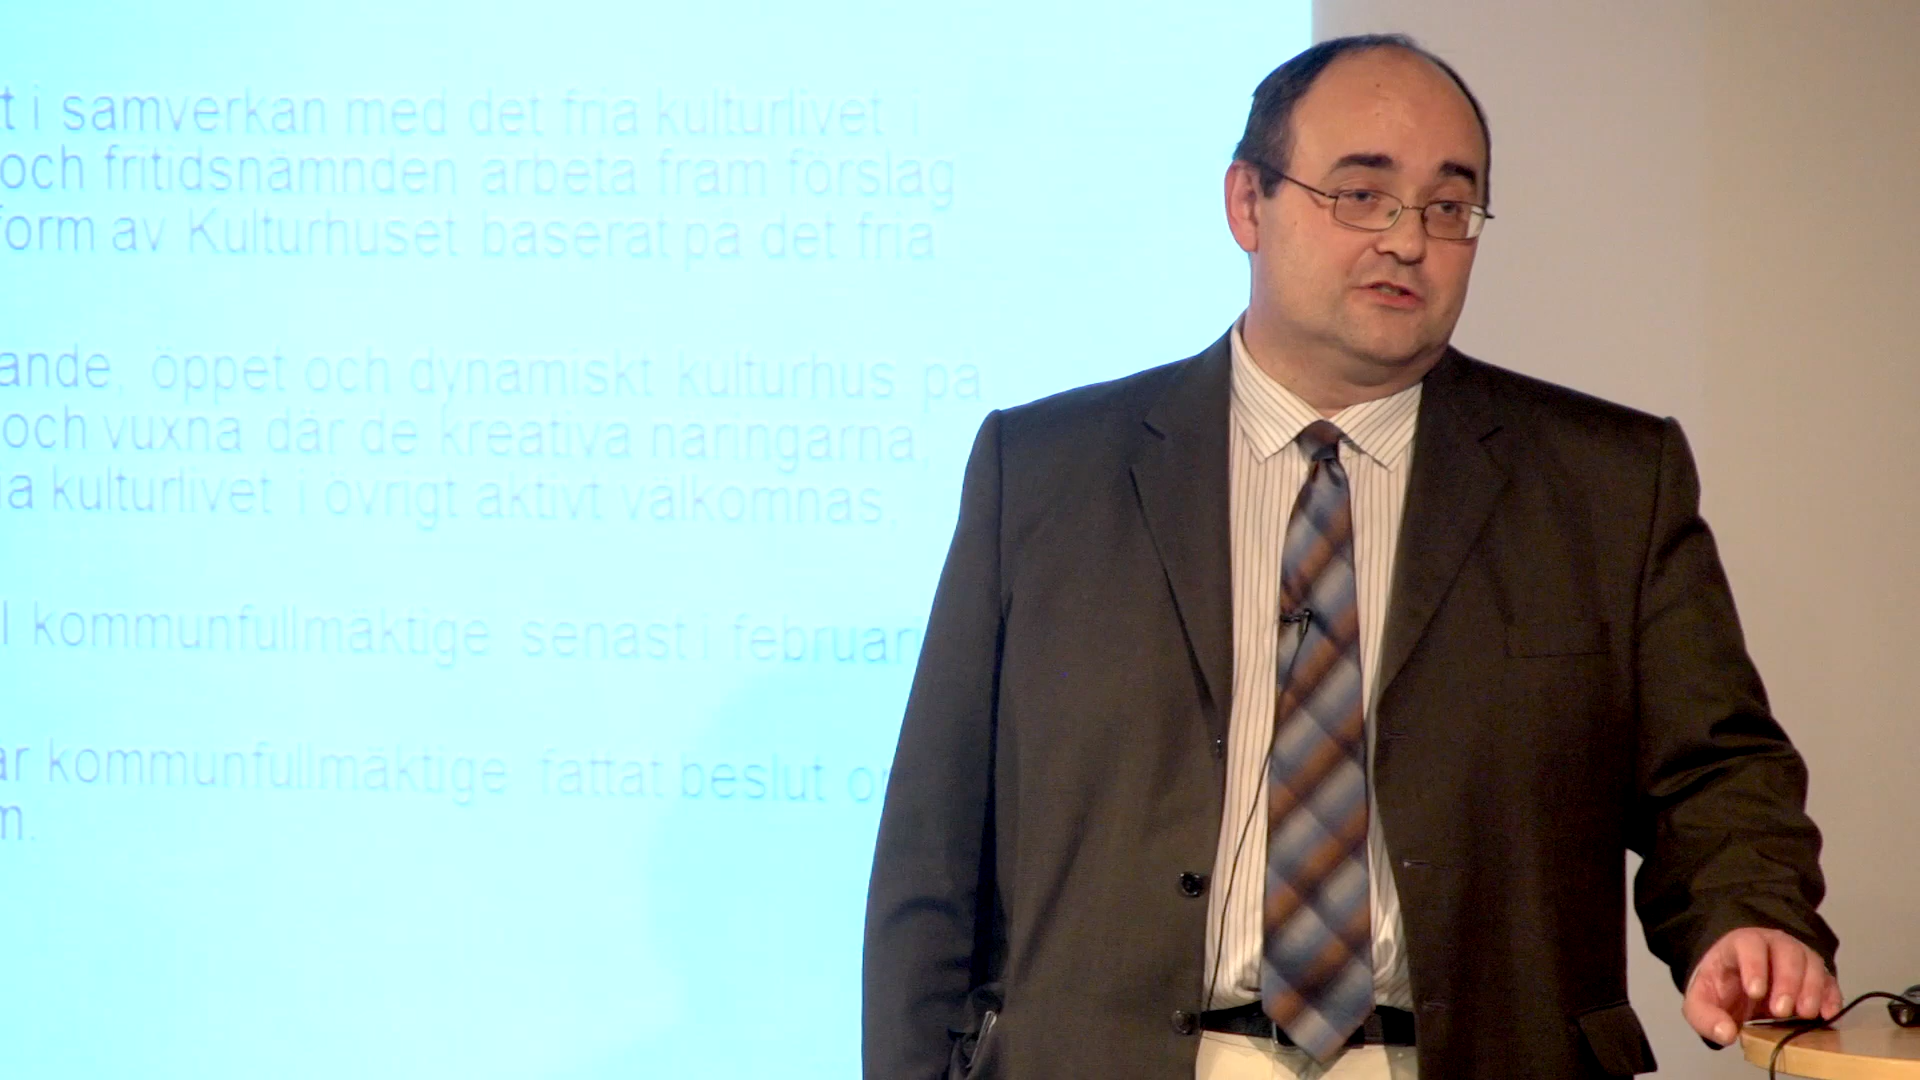 t i samverkan med det fria kulturlivet i
och fritidsnämnden arbeta fram förslag
form av Kulturhuset baserat på det fria
ande, öppet och dynamiskt kulturhus på
och vuxna där de kreativa näringarna,
ia kulturlivet i övrigt aktivt välkomnas.
l kommunfullmäktige senast i februari
ar kommunfullmäktige fattat beslut o
m.